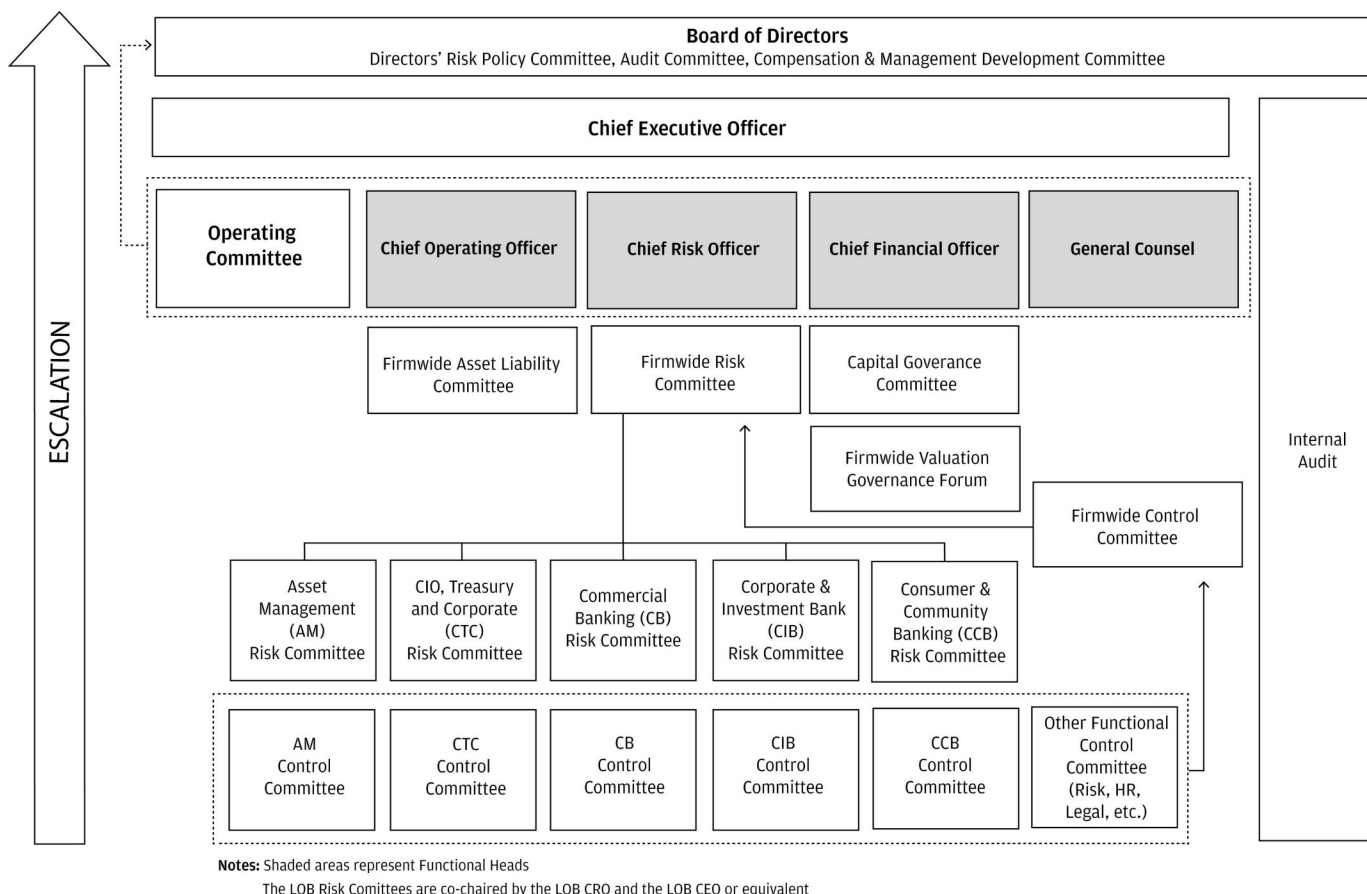 Board of Directors
Directors' Risk Policy Committee, Audit Committee, Compensation & Management Development Committee
Chief Executive Officer
ESCALATION
Operating
Committee
Chief Operating Officer
Chief Risk Officer
Chief Financial Officer
General Counsel
Firmwide Asset Liability
Committee
Firmwide Risk
Committee
Capital Goverance
Committee
Firmwide Valuation
Governance Forum
Firmwide Control
Committee
Internal
Audit
Asset
Management
(AM)
Risk Committee
CIO, Treasury
and Corporate
(CTC)
Risk Committee
Commercial
Banking (CB)
Risk Committee
Corporate &
Investment Bank
(CIB)
Risk Committee
Consumer &
Community
Banking (CCB)
Risk Committee
AM
Control
Committee
CTC
Control
Committee
CB
Control
Committee
CIB
Control
Committee
CCB
Control
Committee
Other Functional
Control
Committee
(Risk, HR,
Legal, etc.)
Notes: Shaded areas represent Functional Heads
The LOB Risk Comittees are co-chaired by the LOB CRO and the LOB CEO or equivalent